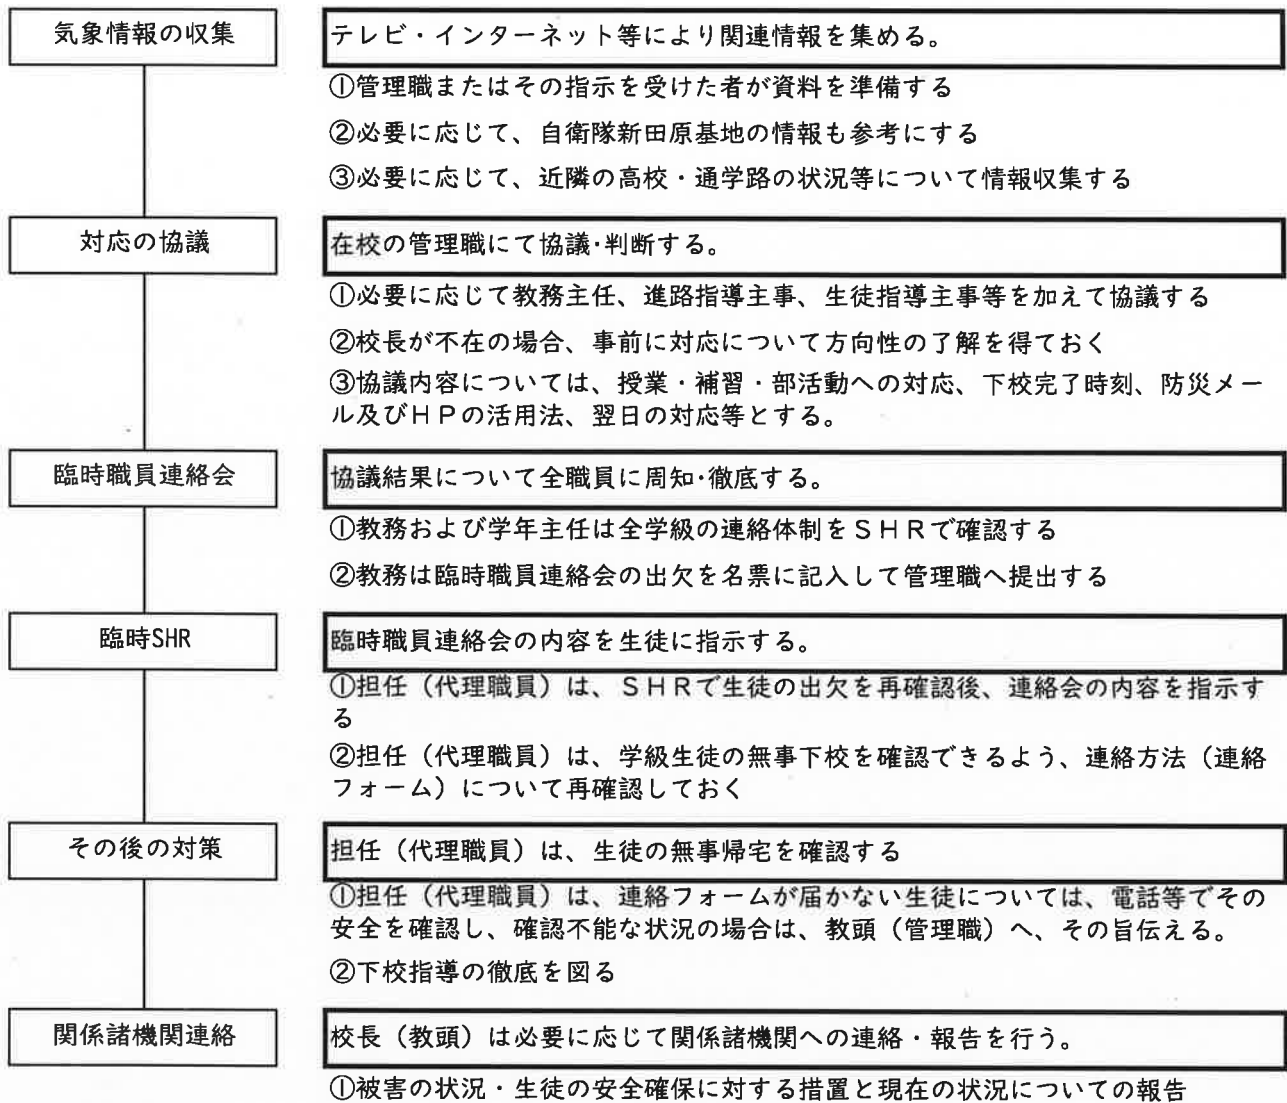 気象情報の収集
テレビ・インターネット等により関連情報を集める。
①管理職またはその指示を受けた者が資料を準備する
②必要に応じて、自衛隊新田原基地の情報も参考にする
③必要に応じて、近隣の高校・通学路の状況等について情報収集する
対応の協議
在校の管理職にて協議･判断する。
①必要に応じて教務主任、進路指導主事、生徒指導主事等を加えて協議する
②校長が不在の場合、事前に対応について方向性の了解を得ておく
③協議内容については、授業・補習・部活動への対応、下校完了時刻、防災メー
ル及びＨＰの活用法、翌日の対応等とする。
臨時職員連絡会
協議結果について全職員に周知･徹底する。
①教務および学年主任は全学級の連絡体制をＳＨＲで確認する
②教務は臨時職員連絡会の出欠を名票に記入して管理職へ提出する
臨時SHR
臨時職員連絡会の内容を生徒に指示する。
①担任（代理職員）は、ＳＨＲで生徒の出欠を再確認後、連絡会の内容を指示す
る
②担任（代理職員）は、学級生徒の無事下校を確認できるよう、連絡方法（連絡
フォーム）について再確認しておく
その後の対策
担任（代理職員）は、生徒の無事帰宅を確認する
①担任（代理職員）は、連絡フォームが届かない生徒については、電話等でその
安全を確認し、確認不能な状況の場合は、教頭（管理職）へ、その旨伝える。
②下校指導の徹底を図る
関係諸機関連絡
校長（教頭）は必要に応じて関係諸機関への連絡・報告を行う。
①被害の状況・生徒の安全確保に対する措置と現在の状況についての報告